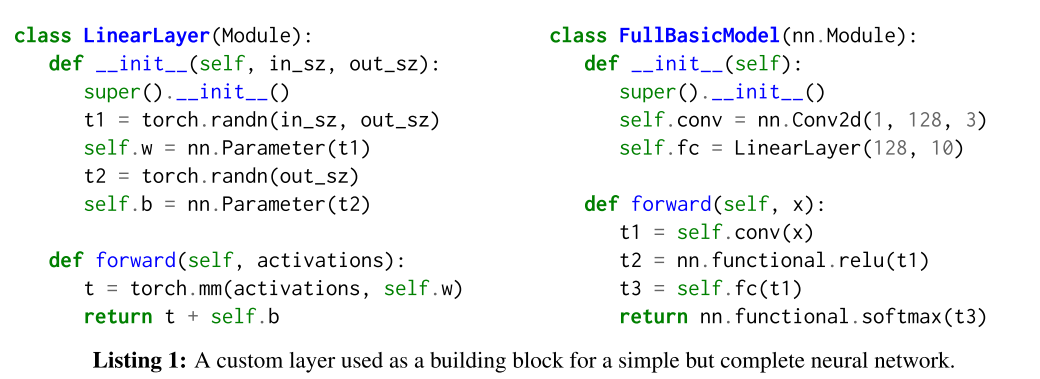 class LinearLayer(Module):
def __init__(self, in_sz, out_sz):
super().__init__()
t1 = torch.randn(in_sz, out_sz)
self.w = nn.Parameter(t1)
t2 = torch.randn(out_sz)
self.b = nn.Parameter(t2)
def forward(self, activations):
t = torch.mm(activations, self.w)
return t + self.b
class FullBasicModel(nn.Module):
def __init__(self):
super().__init__()
self.conv = nn.Conv2d(1, 128, 3)
self.fc = LinearLayer(128, 10)
def forward(self, x):
t1 = self.conv(x)
t2 = nn.functional.relu(t1)
t3 = self.fc(t1)
return nn.functional.softmax(t3)
Listing 1: A custom layer used as a building block for a simple but complete neural network.